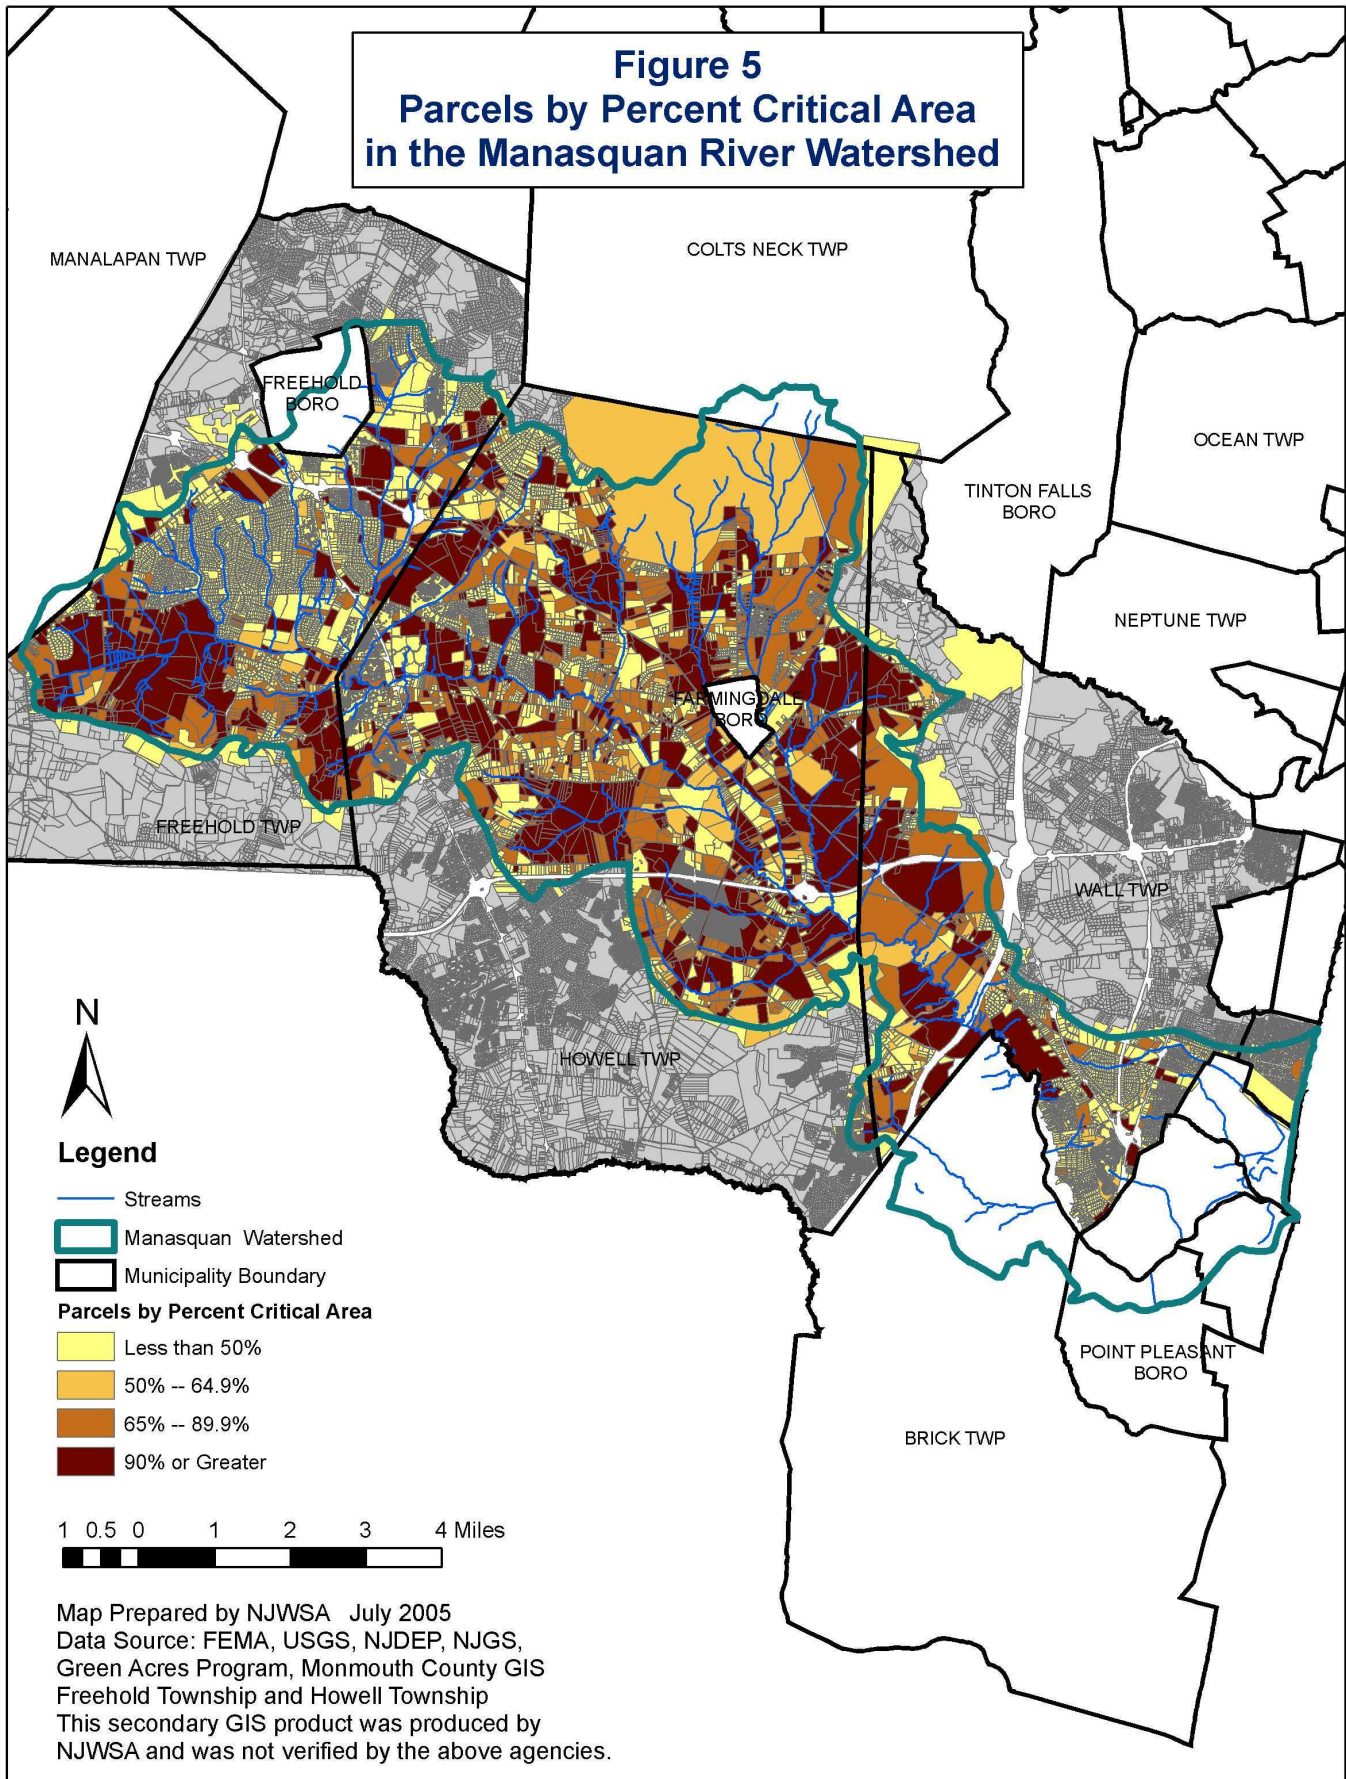 Figure 5
Parcels by Percent Critical Area
in the Manasquan River Watershed
MANALAPAN TWP
COLTS NECK TWP
FREEHOLD
BORO
OCEAN TWP
TINTON FALLS
BORO
NEPTUNE TWP
FARMINGDALE
BORO
FREEHOLD TWP
WALL TWP
HOWELL TWP
POINT PLEASANT
BORO
BRICK TWP
N
Legend
Streams
Manasquan Watershed
Municipality Boundary
Parcels by Percent Critical Area
Less than 50%
50% -- 64.9%
65% -- 89.9%
90% or Greater
1 0.5 0 1 2 3 4 Miles
Map Prepared by NJWSA July 2005
Data Source: FEMA, USGS, NJDEP, NJGS,
Green Acres Program, Monmouth County GIS
Freehold Township and Howell Township
This secondary GIS product was produced by
NJWSA and was not verified by the above agencies.